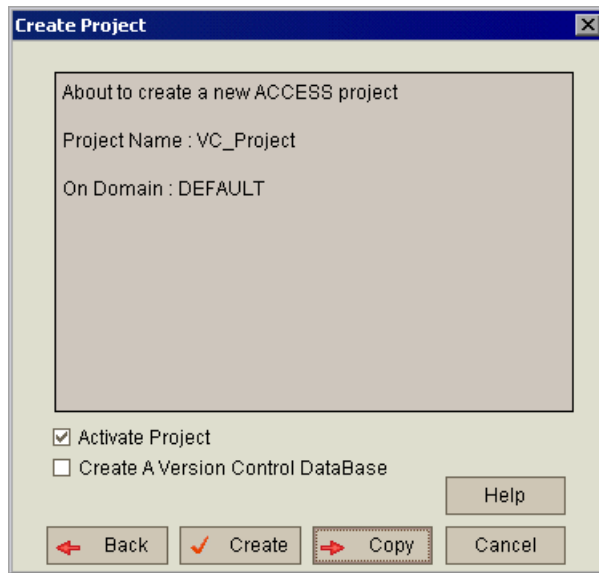 Create Project
About to create a new ACCESS project
Project Name : VC_Project
On Domain : DEFAULT
Activate Project
Create A Version Control DataBase
Help
Back Create Copy Cancel